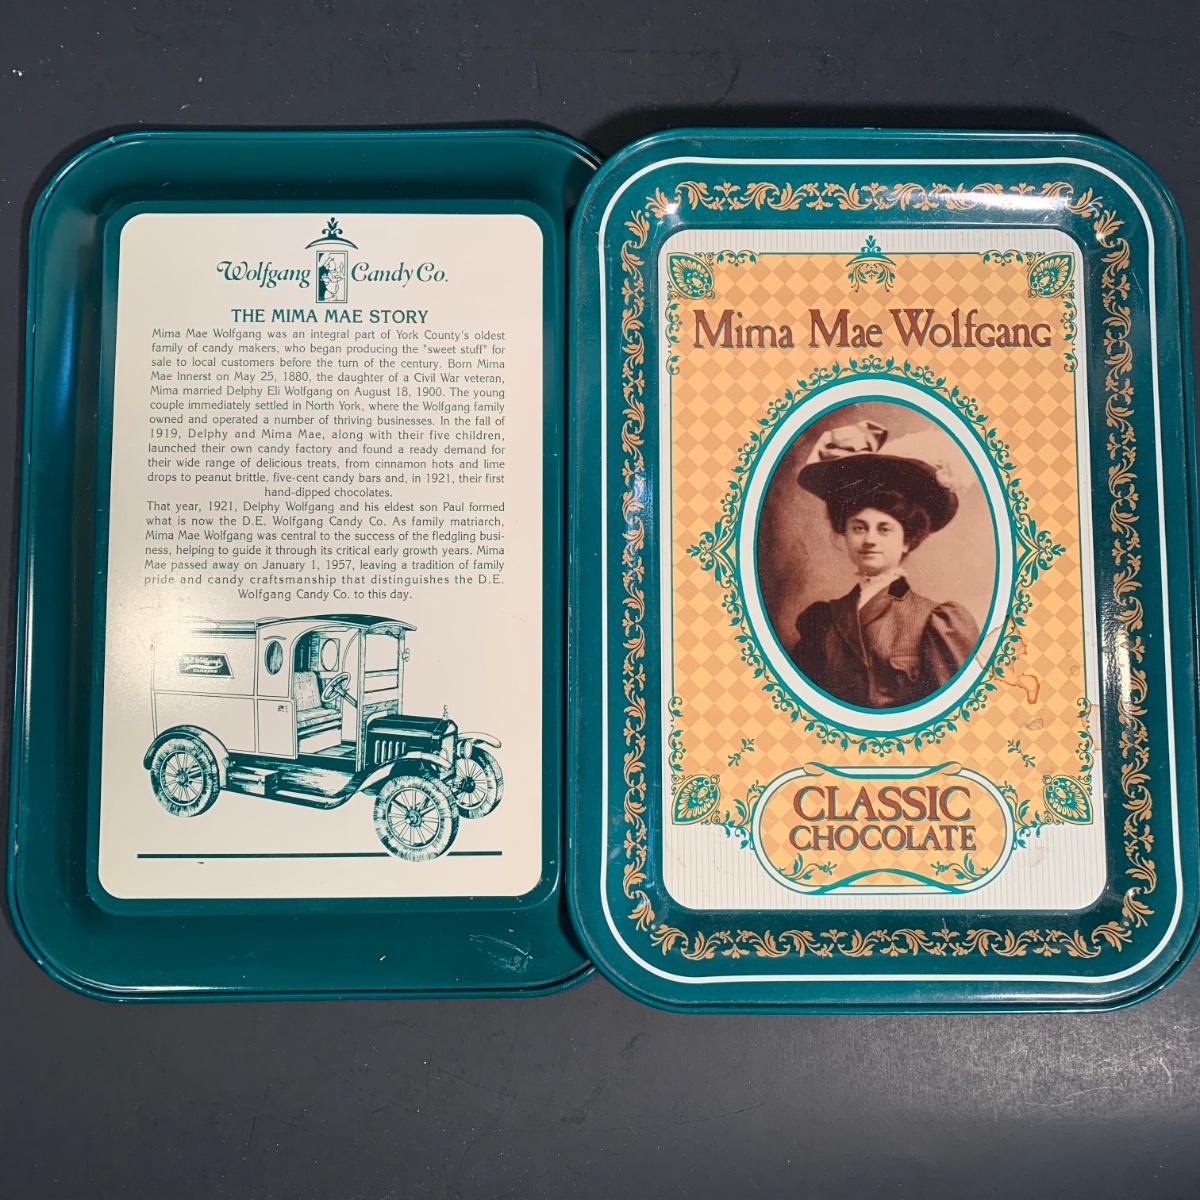 Wolfgang Candy Co.
THE MIMA MAE STORY
Mima Mae Wolfgang was an integral part of York County's oldest
family of candy makers, who began producing the "sweet stuff" for
sale to local customers before the turn of the century. Born Mima
Mae Innerst on May 25, 1880, the daughter of a Civil War veteran,
Mima married Delphy Eli Wolfgang on August 18, 1900. The young
couple immediately settled in North York, where the Wolfgang family
owned and operated a number of thriving businesses. In the fall of
1919, Delphy and Mima Mae, along with their five children,
launched their own candy factory and found a ready demand for
their wide range of delicious treats, from cinnamon hots and lime
drops to peanut brittle, five-cent candy bars and, in 1921, their first
hand-dipped chocolates.
That year, 1921, Delphy Wolfgang and his eldest son Paul formed
what is now the D.E. Wolfgang Candy Co. As family matriarch,
Mima Mae Wolfgang was central to the success of the fledgling busi-
ness, helping to guide it through its critical early growth years. Mima
Mae passed away on January 1, 1957, leaving a tradition of family
pride and candy craftsmanship that distinguishes the D.E.
Wolfgang Candy Co. to this day.
D.E. Wolfgang's
CANDIES
Mima Mae Wolfgang
CLASSIC
CHOCOLATE